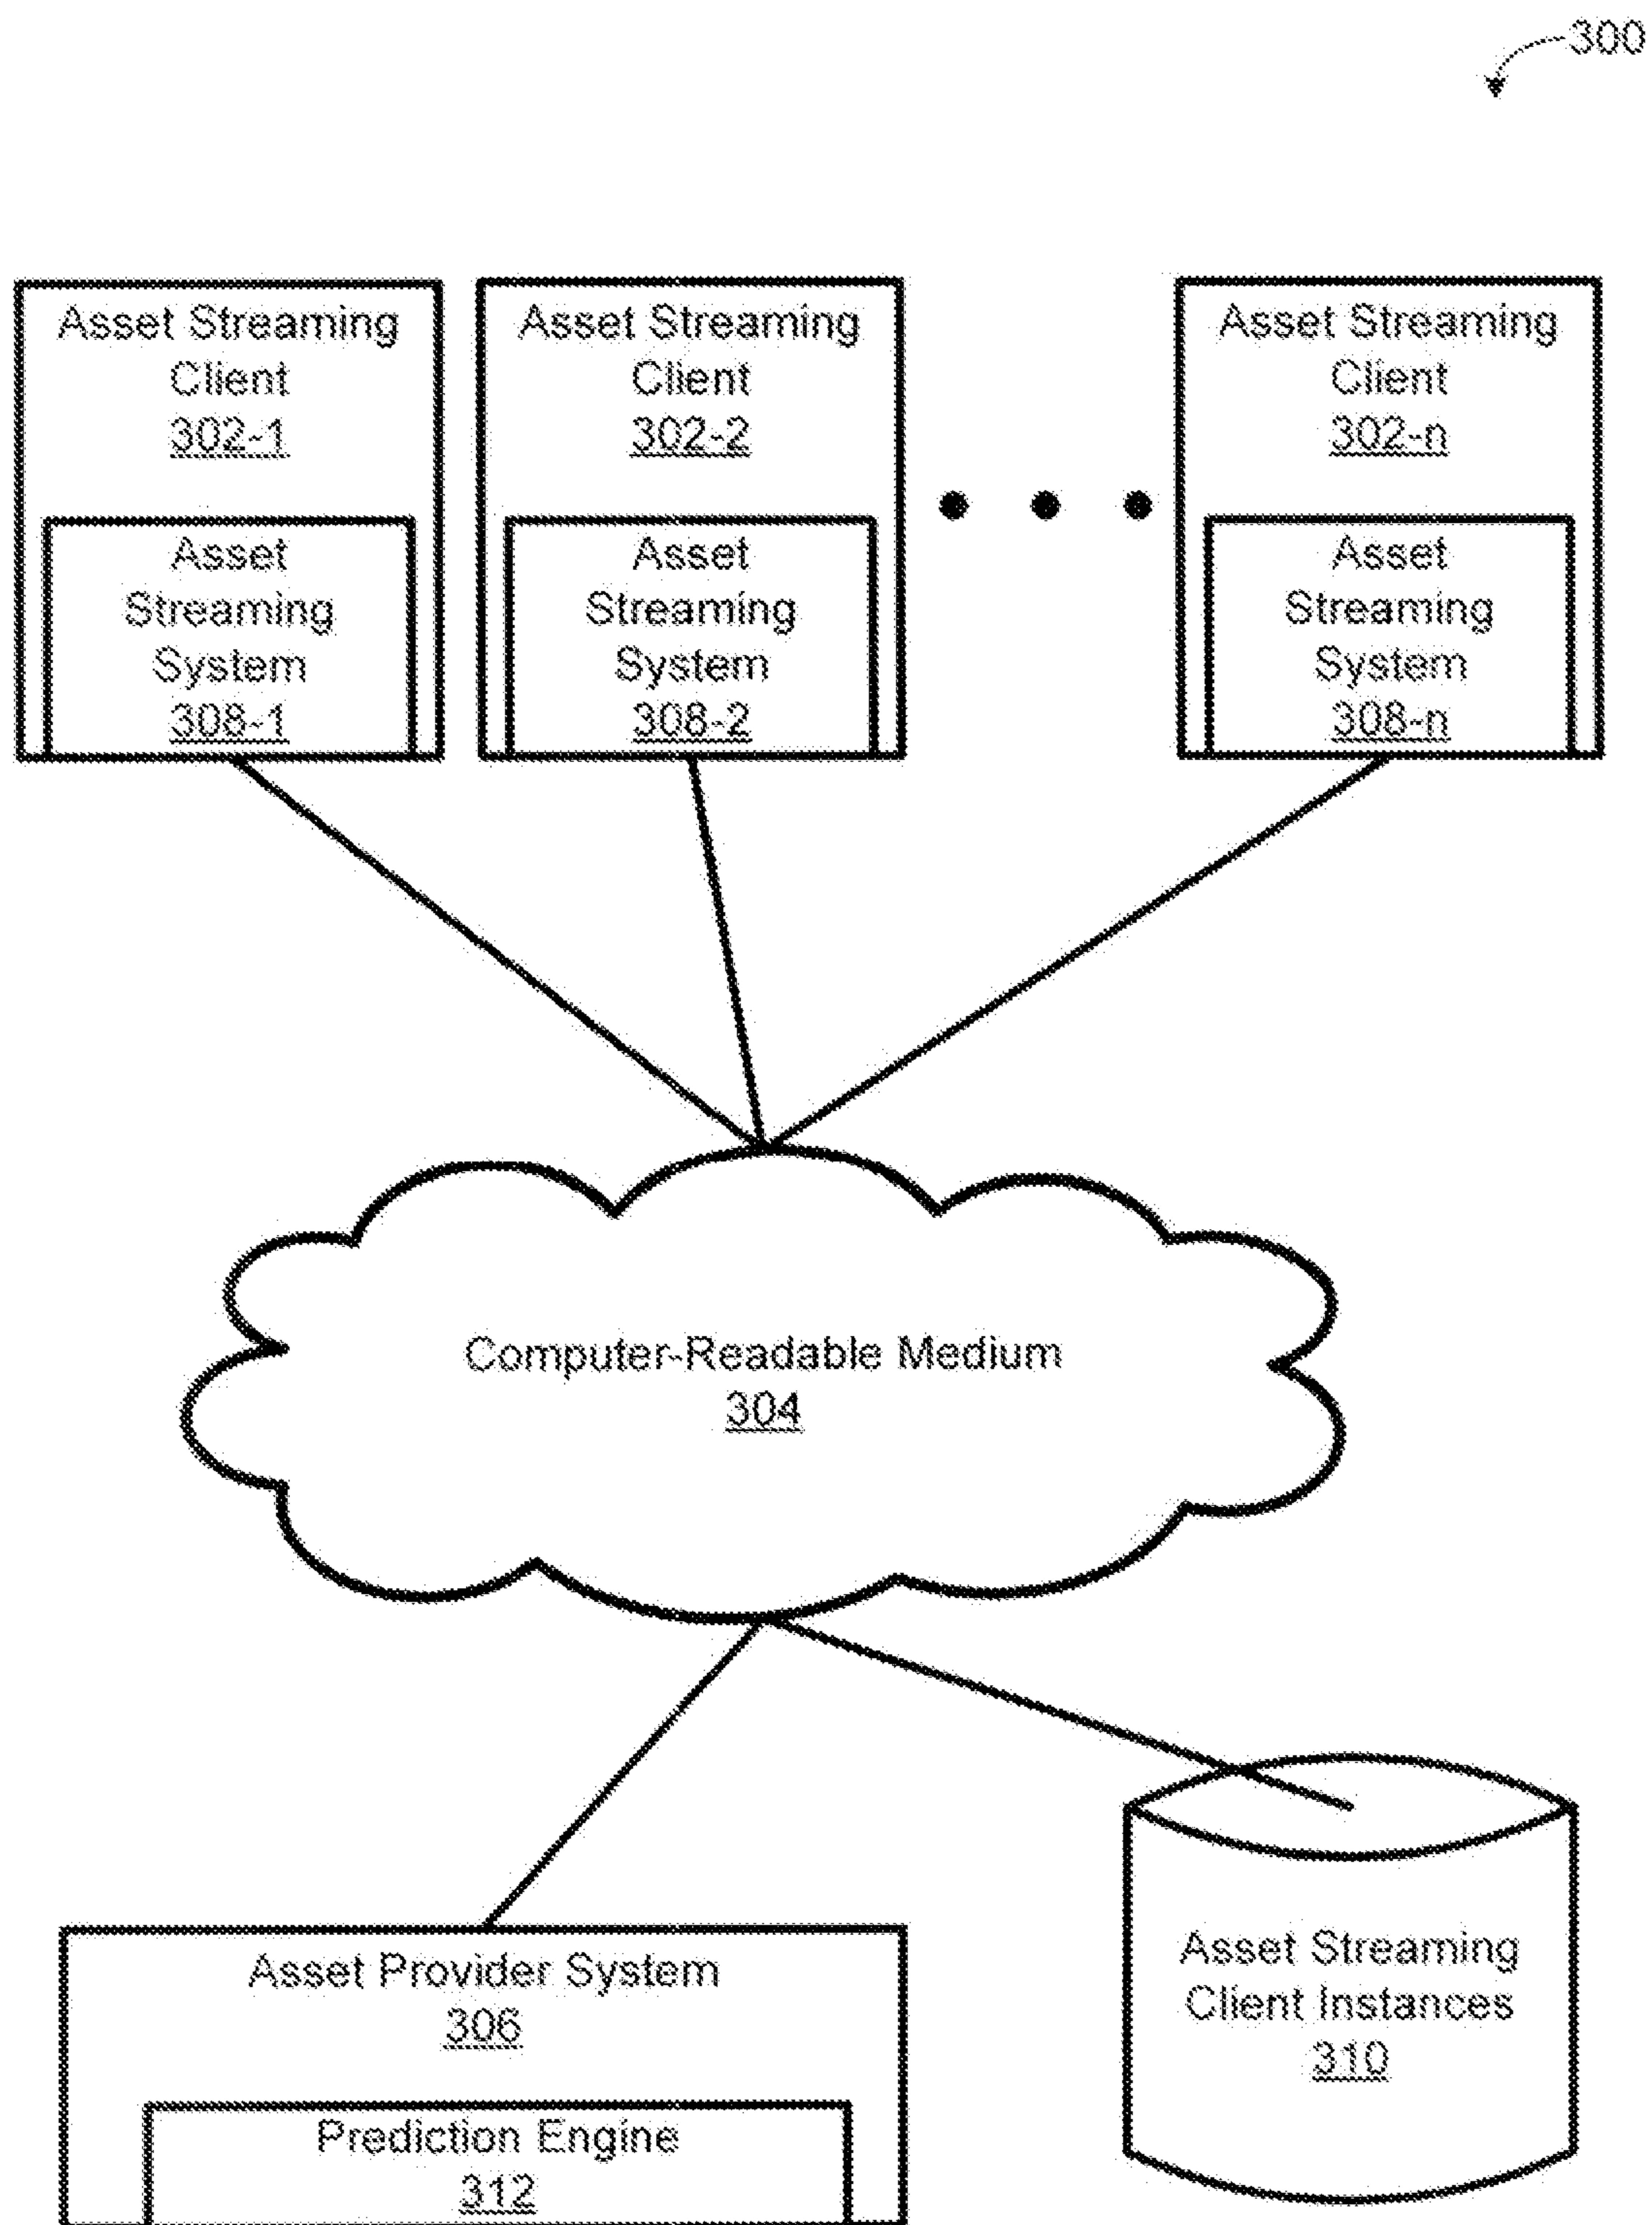 300
Asset Streaming
Client
302-1
Asset
Streaming
System
308-1
Asset Streaming
Client
302-2
Asset
Streaming
System
308-2
Asset Streaming
Client
302-n
Asset
Streaming
System
308-n
Computer-Readable Medium
304
Asset Provider System
306
Prediction Engine
312
Asset Streaming
Client Instances
310